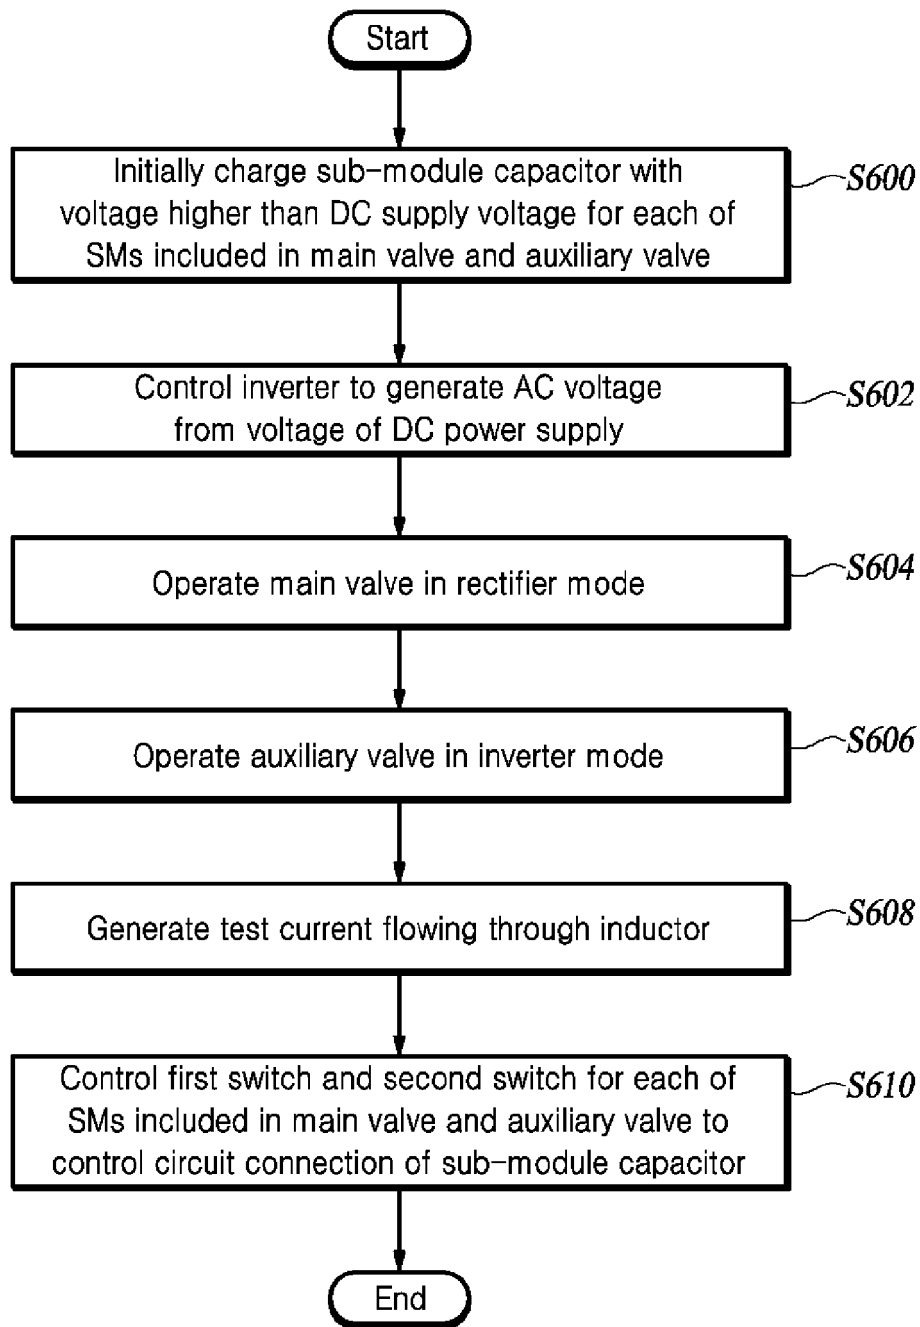 Start
Initially charge sub-module capacitor with
voltage higher than DC supply voltage for each of
SMs included in main valve and auxiliary valve
S600
Control inverter to generate AC voltage
from voltage of DC power supply
S602
Operate main valve in rectifier mode
S604
Operate auxiliary valve in inverter mode
S606
Generate test current flowing through inductor
S608
Control first switch and second switch for each of
SMs included in main valve and auxiliary valve to
control circuit connection of sub-module capacitor
S610
End